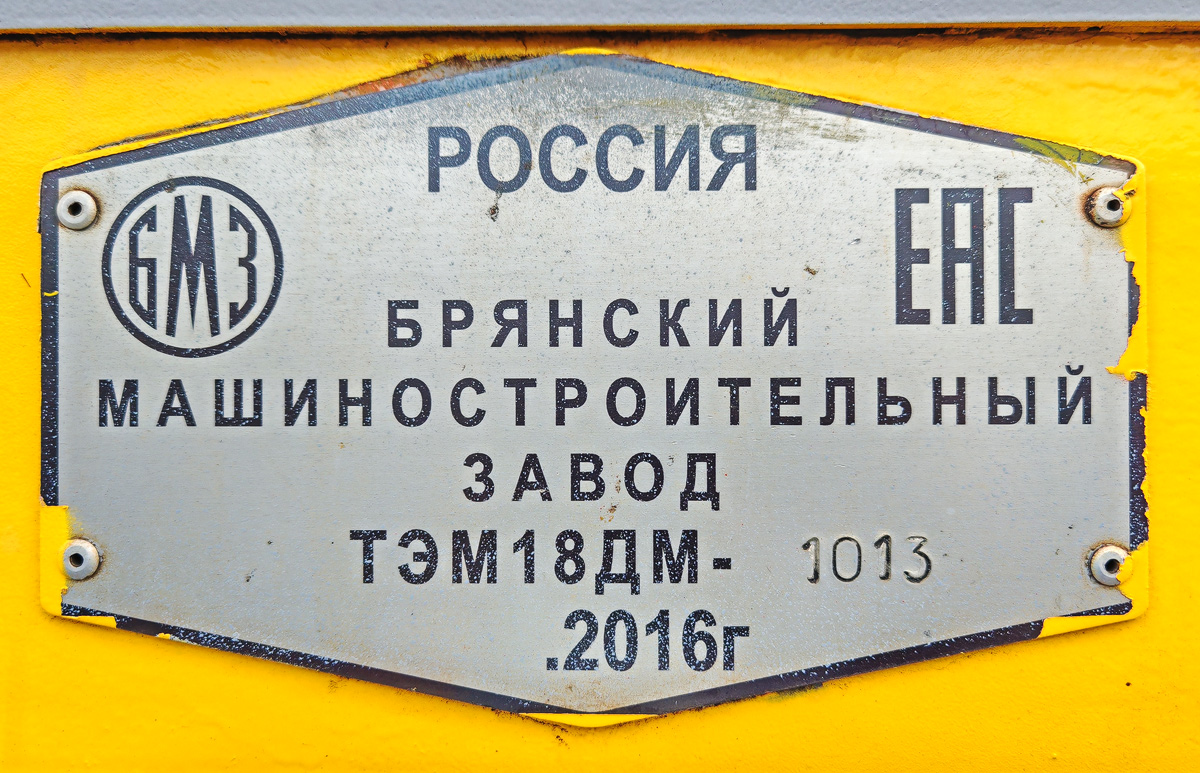 РОССИЯ
БМЗ
ЕАС
БРЯНСКИЙ
МАШИНОСТРОИТЕЛЬНЫЙ
ЗАВОД
ТЭМ18ДМ- 1013
.2016г